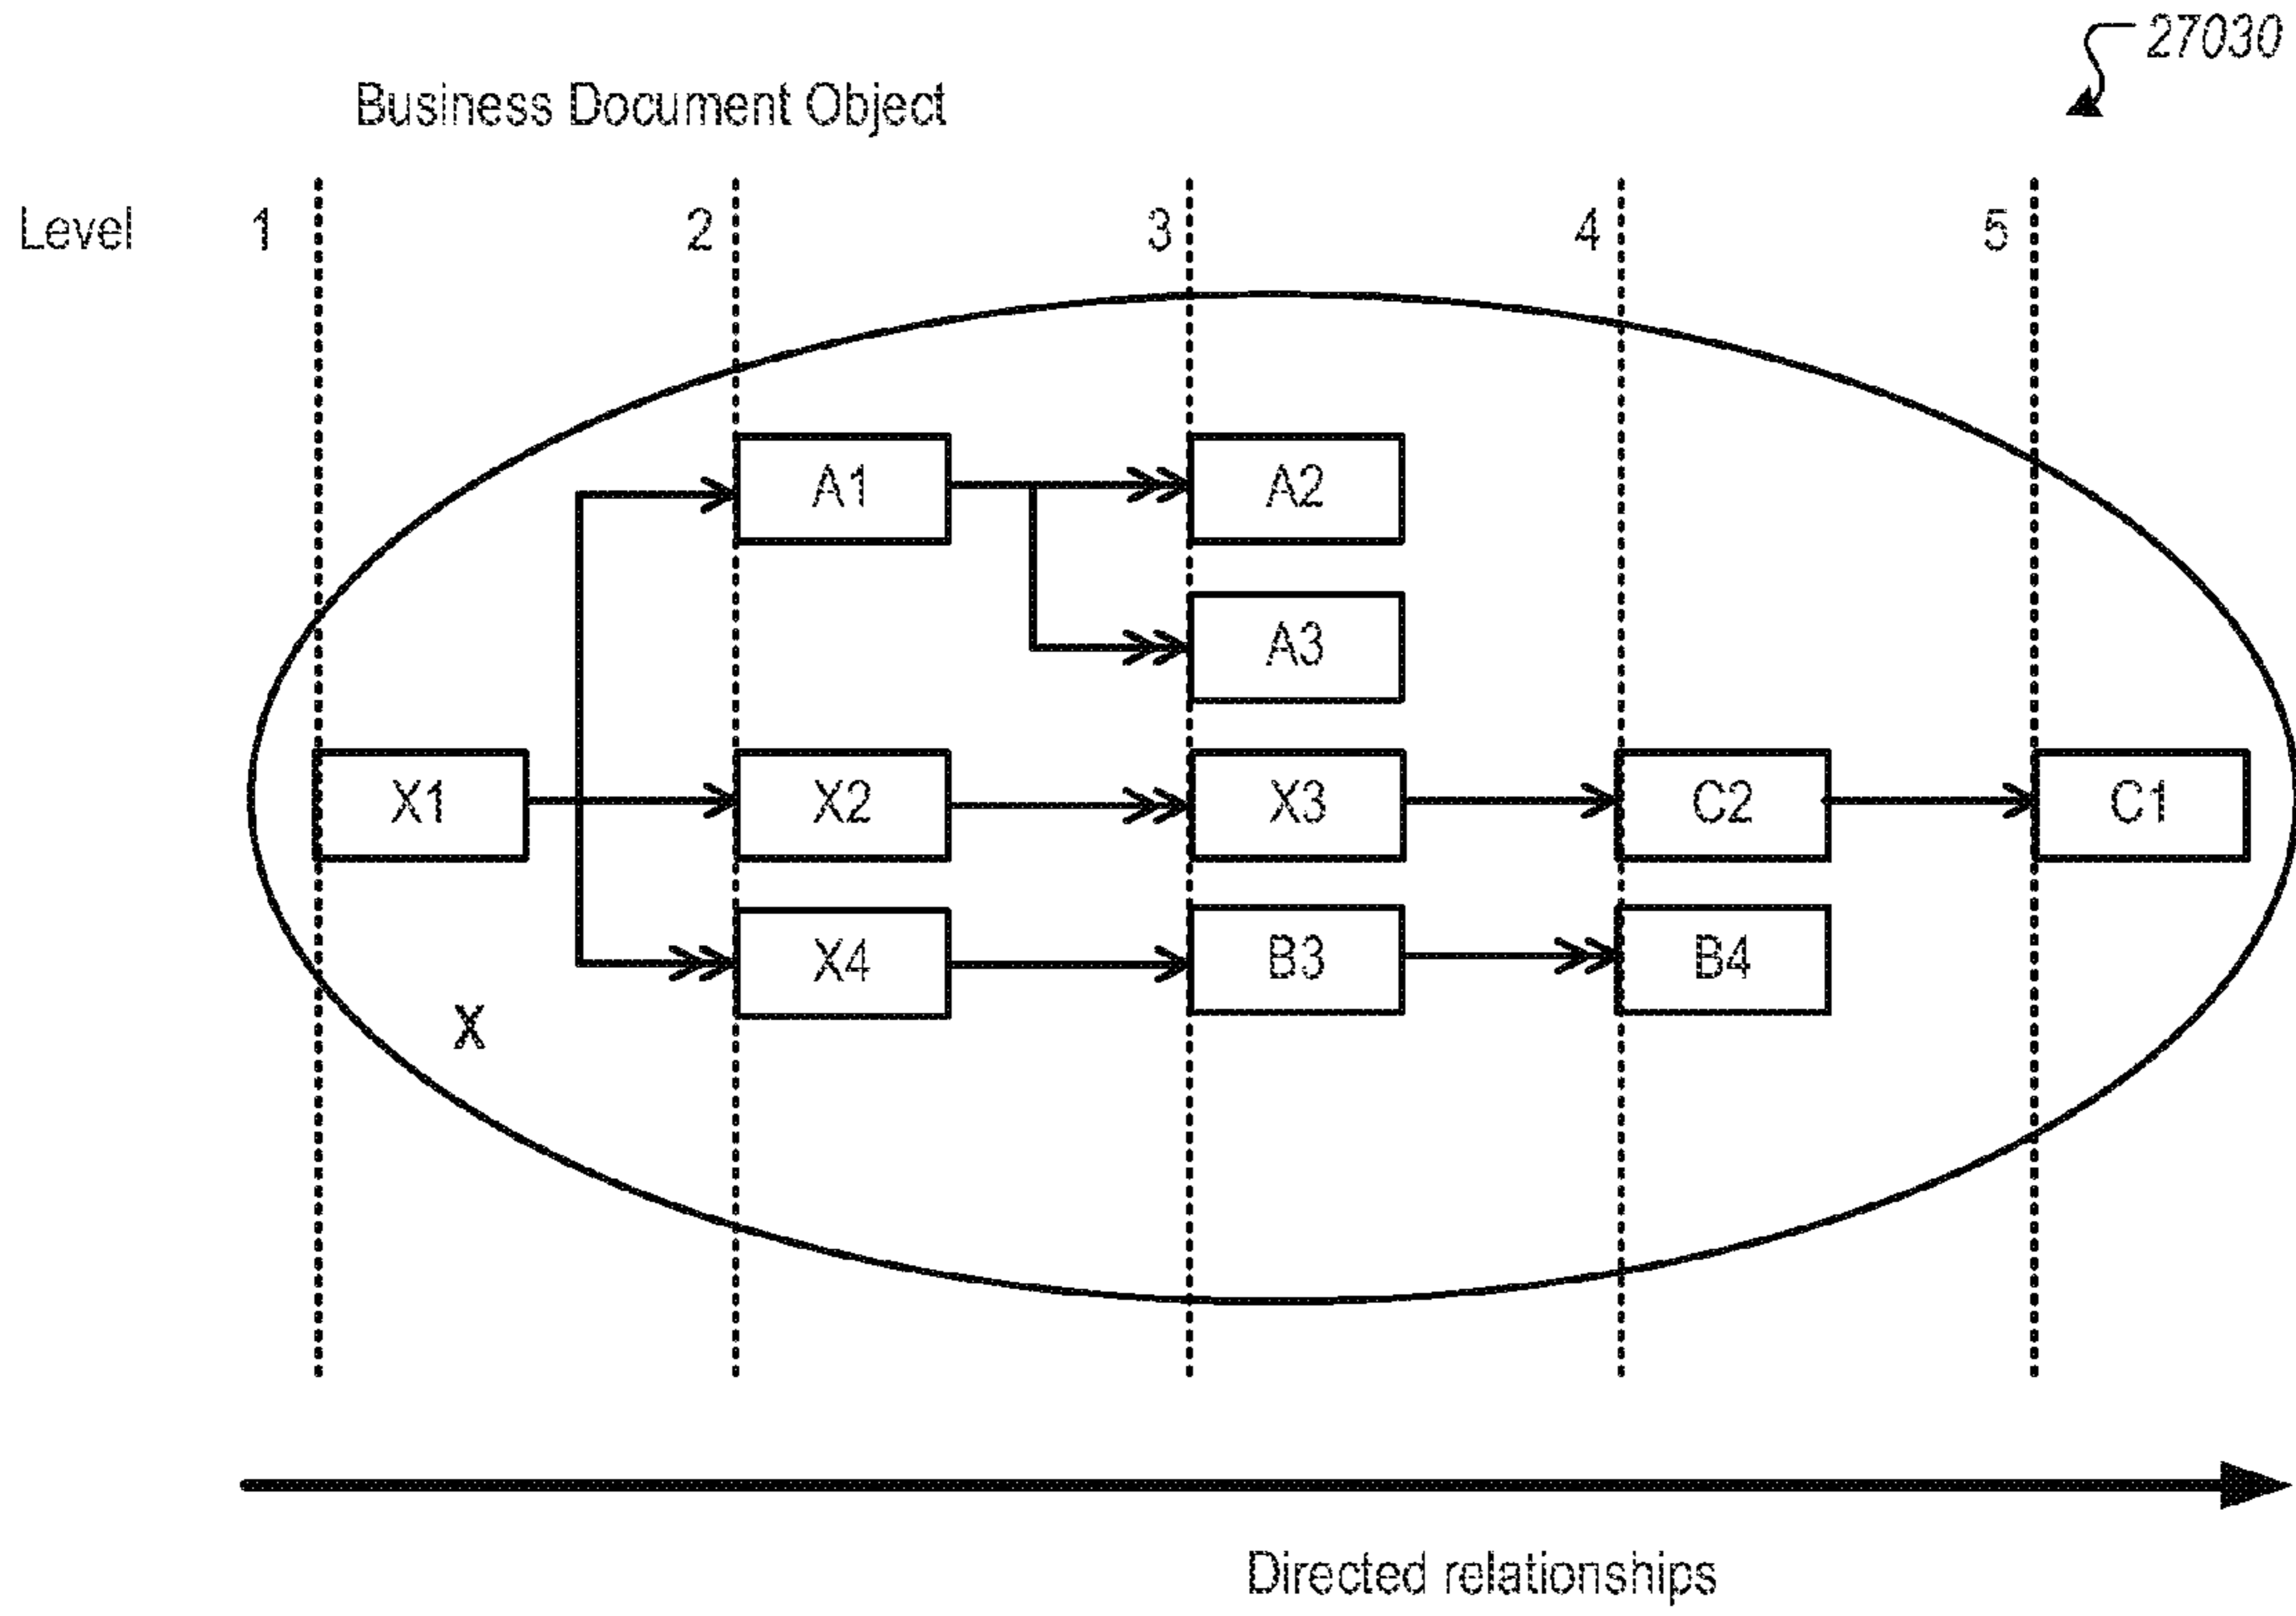 27030
Business Document Object
Level 1 2 3 4 5
A1 A2
A3
X1 X2 X3 C2 C1
X4 B3 B4
X
Directed relationships